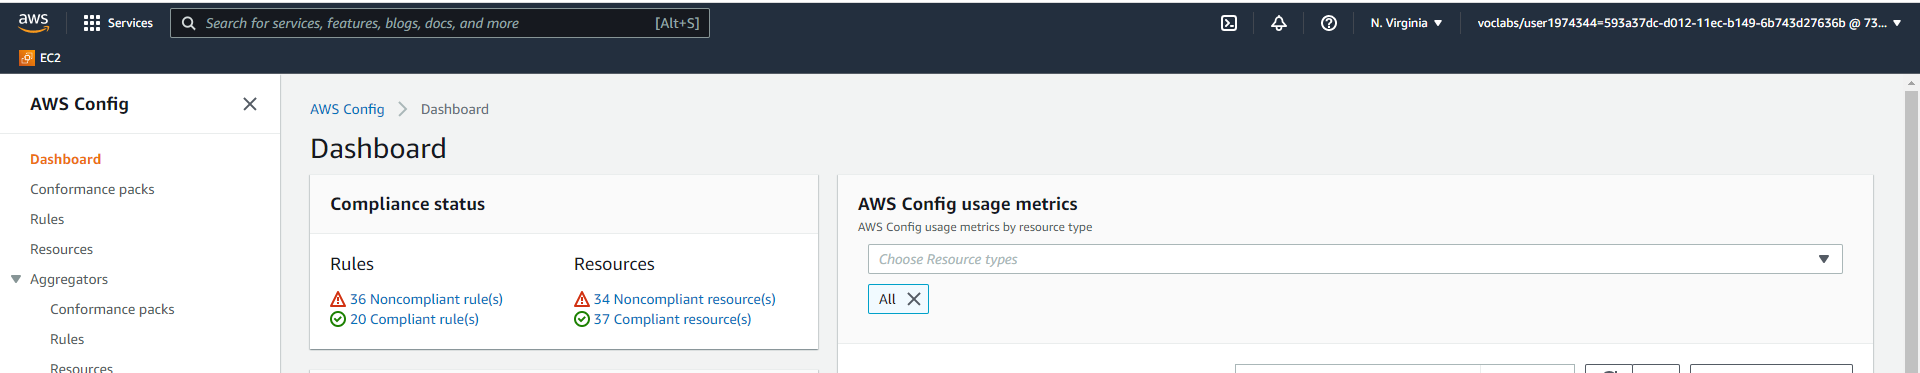 aws
Services
Search for services, features, blogs, docs, and more
[Alt+S]
N. Virginia
voclabs/user1974344=593a37dc-d012-11ec-b149-6b743d27636b @ 73...
EC2
AWS Config
Dashboard
Conformance packs
Rules
Resources
Aggregators
Conformance packs
Rules
Resources
AWS Config
Dashboard
Dashboard
Compliance status
Rules
36 Noncompliant rule(s)
20 Compliant rule(s)
Resources
34 Noncompliant resource(s)
37 Compliant resource(s)
AWS Config usage metrics
AWS Config usage metrics by resource type
Choose Resource types
All